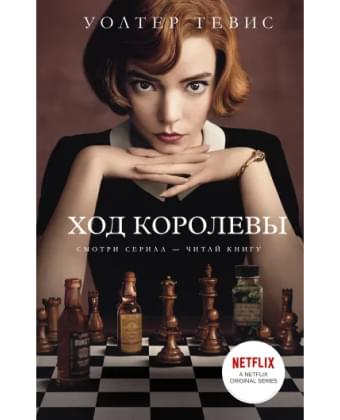 УОЛТЕР ТЕВИС
ХОД КОРОЛЕВЫ
СМОТРИ СЕРИАЛ — ЧИТАЙ КНИГУ
NETFLIX
A NETFLIX
ORIGINAL SERIES